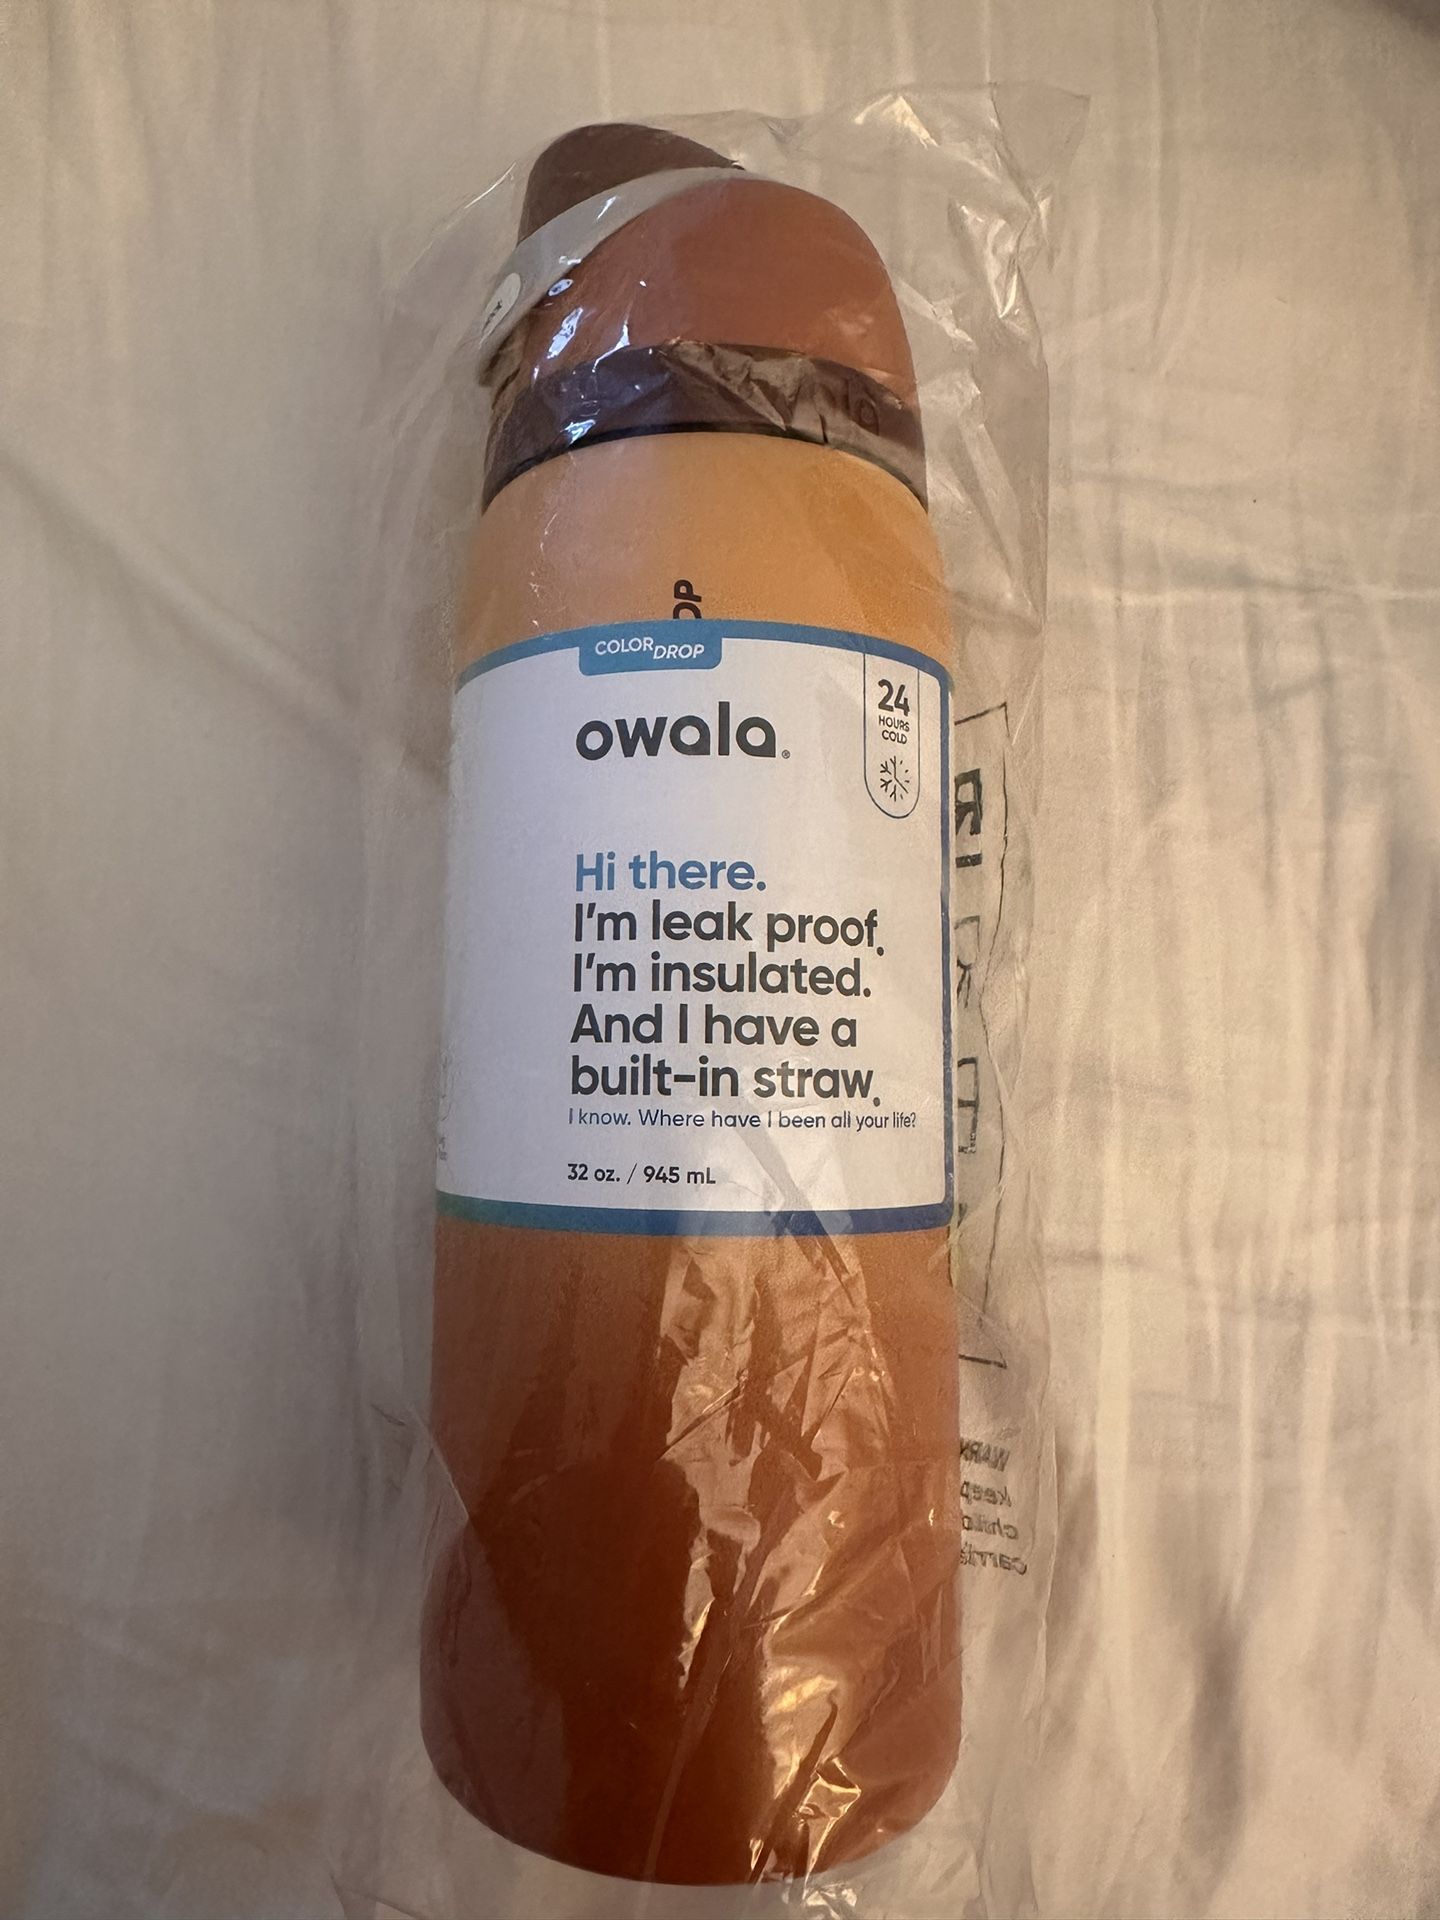 COLOR DROP
owala®
24
HOURS
COLD
Hi there.
I'm leak proof.
I'm insulated.
And I have a
built-in straw.
I know. Where have I been all your life?
32 oz. / 945 mL
keep